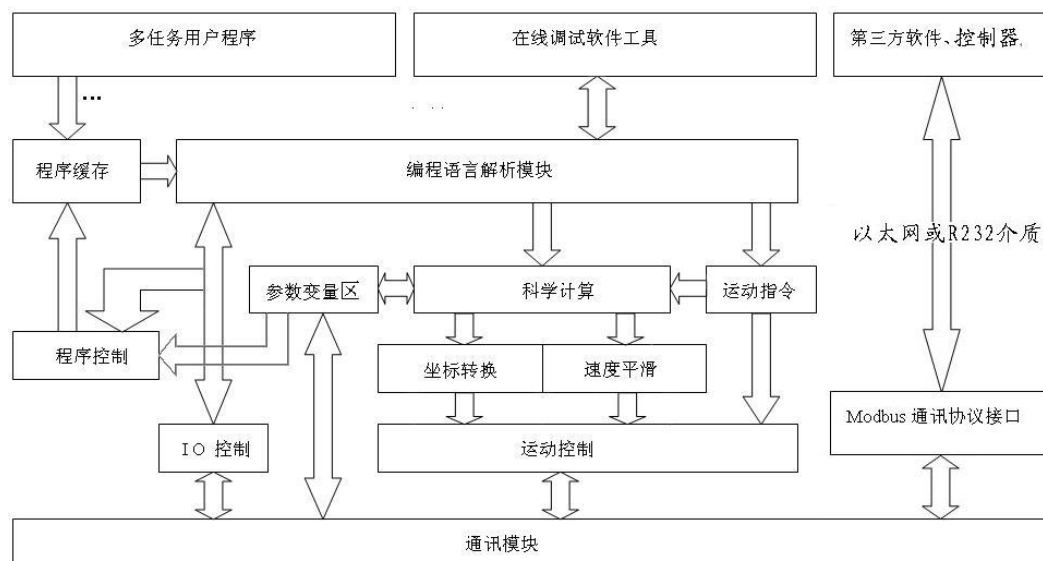 多任务用户程序
在线调试软件工具
第三方软件、控制器
...
程序缓存
编程语言解析模块
以太网或R232介质
参数变量区
科学计算
运动指令
程序控制
坐标转换
速度平滑
Modbus 通讯协议接口
IO 控制
运动控制
通讯模块